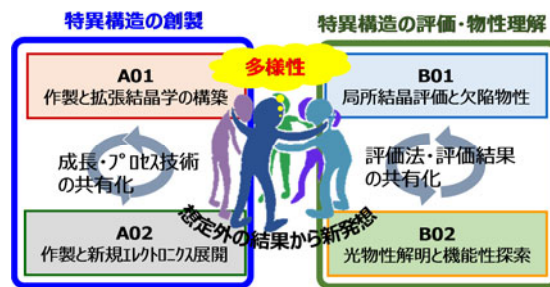 特異構造の創製
特異構造の評価・物性理解
多様性
A01
作製と拡張結晶学の構築
B01
局所結晶評価と欠陥物性
成長・ﾌﾟﾛｾｽ技術
の共有化
評価法・評価結果
の共有化
想定外の結果から新発想
A02
作製と新規ｴﾚｸﾄﾛﾆｸｽ展開
B02
光物性解明と機能性探索